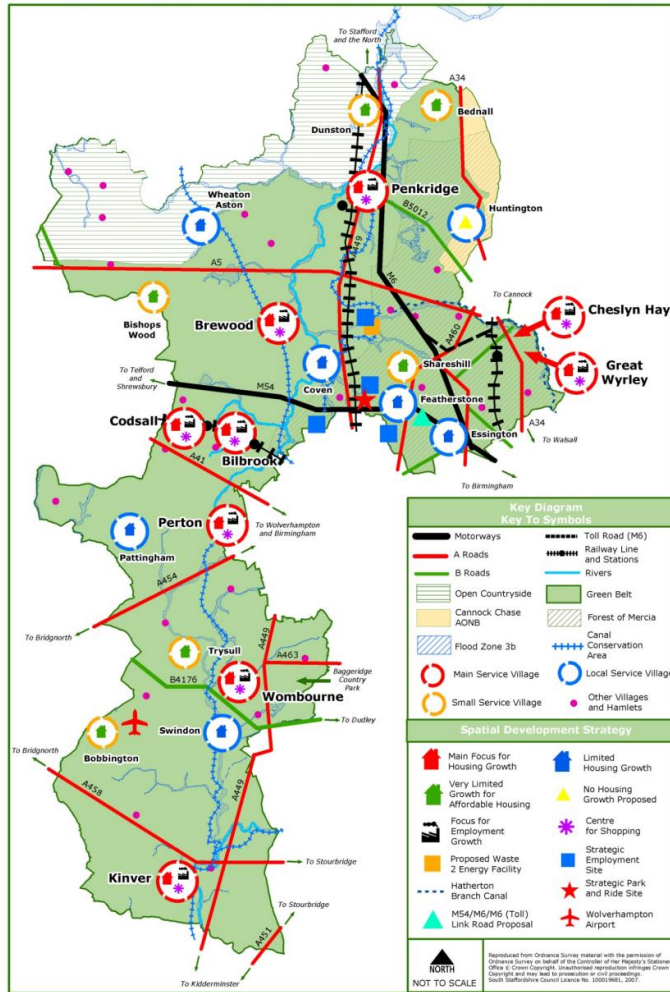 To Stafford
and the North
A34
Bednall
Dunston
Penkridge
B5012
Huntington
Wheaton
Aston
A449
A5
M6
To Cannock
Bishops
Wood
Brewood
A460
Cheslyn Hay
Shareshill
Great
Wyrley
Coven
To Telford and
Shrewsbury
M54
Featherstone
Codsall
Essington
A34
To Walsall
Bilbrook
A41
To Birmingham
Perton
To Wolverhampton
and Birmingham
Pattingham
A454
To Bridgnorth
A449
Trysull
A463
B4176
Baggeridge
Country
Park
Wombourne
To Dudley
Swindon
Bobbington
To Bridgnorth
A458
A449
To Stourbridge
Kinver
To Stourbridge
A451
To Kidderminster
Key Diagram
Key To Symbols
Motorways
Toll Road (M6)
A Roads
Railway Line
and Stations
B Roads
Rivers
Open Countryside
Green Belt
Cannock Chase
AONB
Forest of Mercia
Flood Zone 3b
Canal
Conservation
Area
Main Service Village
Local Service Village
Small Service Village
Other Villages
and Hamlets
Spatial Development Strategy
Main Focus for
Housing Growth
Limited
Housing Growth
Very Limited
Growth for
Affordable Housing
No Housing
Growth Proposed
Focus for
Employment
Growth
Centre
for Shopping
Proposed Waste
2 Energy Facility
Strategic
Employment
Site
Hatherton
Branch Canal
Strategic Park
and Ride Site
M54/M6/M6 (Toll)
Link Road Proposal
Wolverhampton
Airport
NORTH
NOT TO SCALE
Reproduced from Ordnance Survey material with the permission of
Ordnance Survey on behalf of the Controller of Her Majesty's Stationery
Office © Crown Copyright. Unauthorised reproduction infringes Crown
Copyright and may lead to prosecution or civil proceedings.
South Staffordshire Council Licence No. 100019681, 2007.